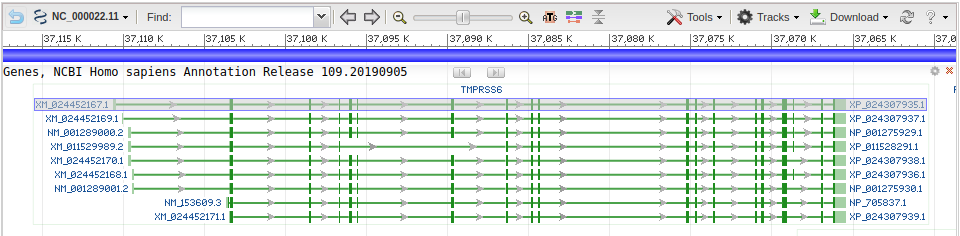 NC_000022.11 Find: Tools Tracks Download ?
37,115 K 37,110 K 37,105 K 37,100 K 37,095 K 37,090 K 37,085 K 37,080 K 37,075 K 37,070 K 37,065 K 37,0
Genes, NCBI Homo sapiens Annotation Release 109.20190905
TMPRSS6
XM_024452167.1 XP_024307935.1
XM_024452169.1 XP_024307937.1
NM_001289000.2 NP_001275929.1
XM_011529989.2 XP_011528291.1
XM_024452170.1 XP_024307938.1
XM_024452168.1 XP_024307936.1
NM_001289001.2 NP_001275930.1
NM_153609.3 NP_705837.1
XM_024452171.1 XP_024307939.1